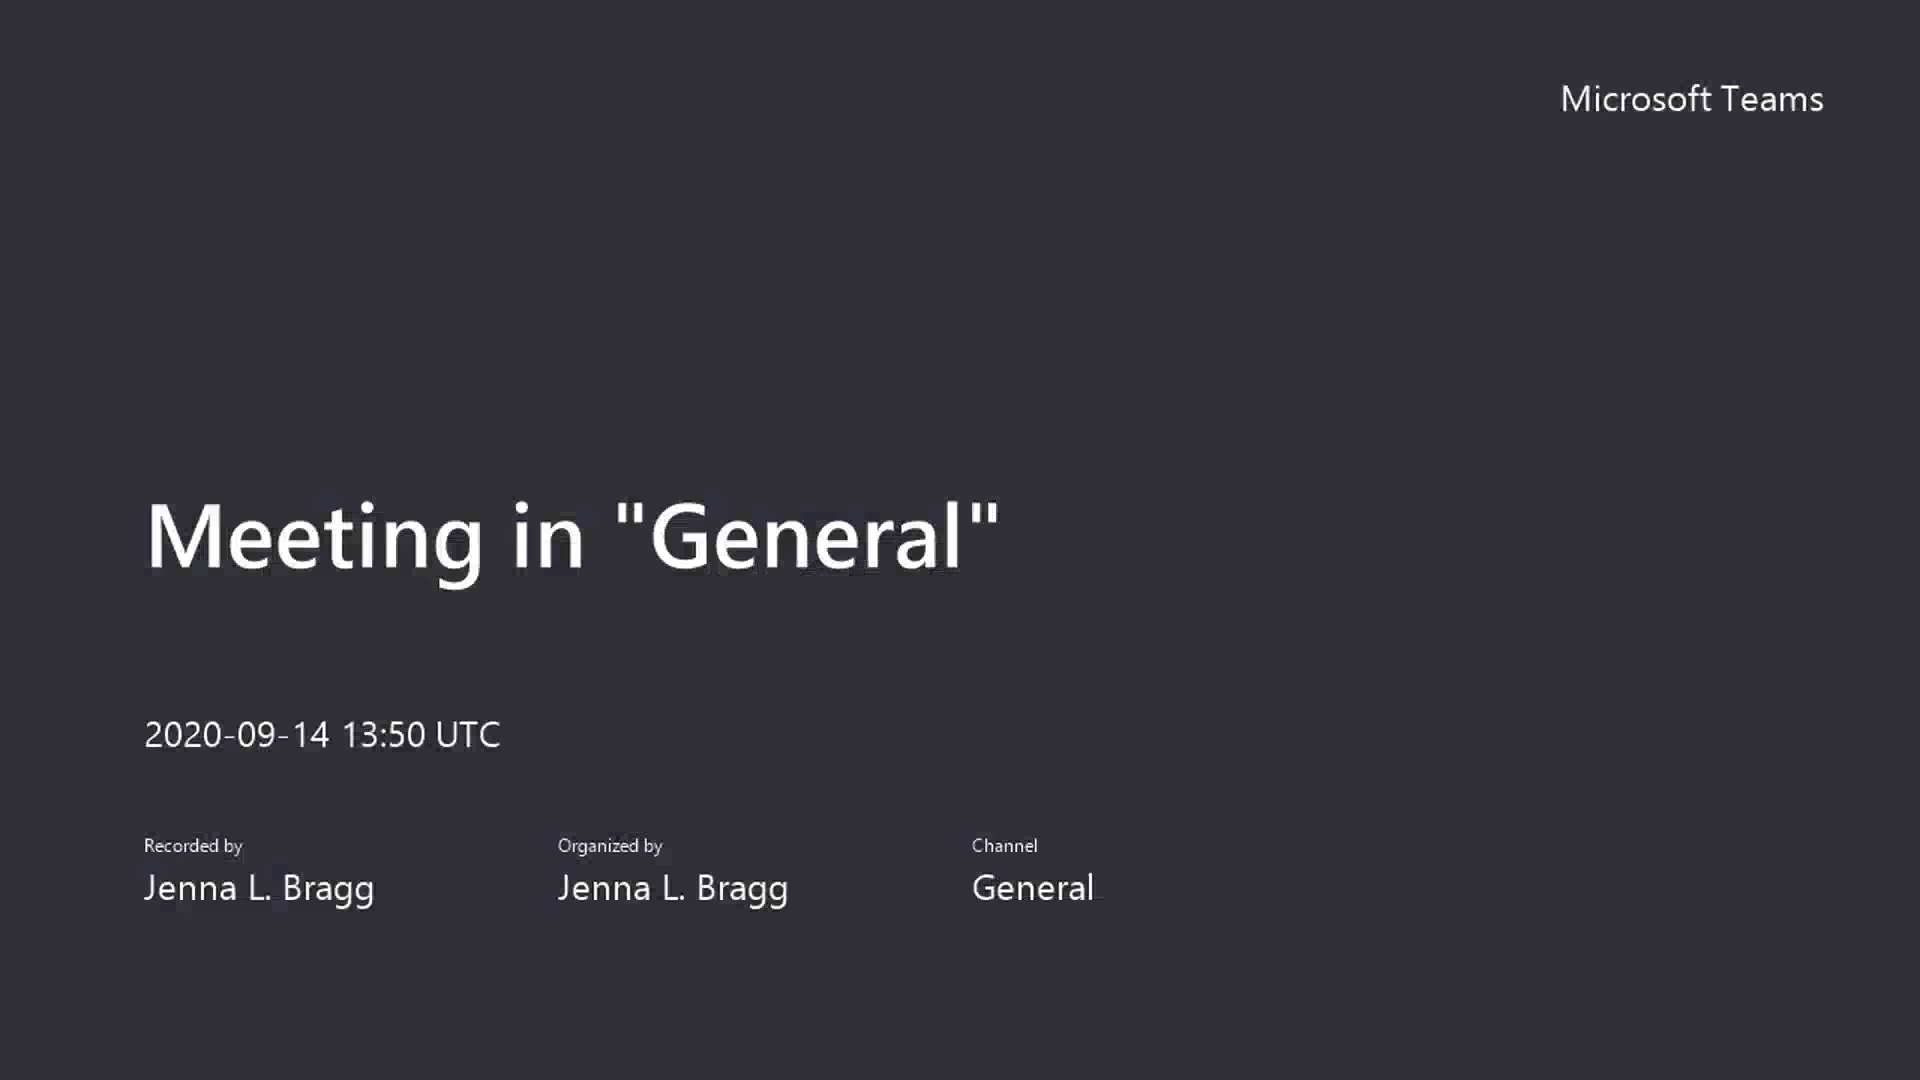 Microsoft Teams
Meeting in "General"
2020-09-14 13:50 UTC
Recorded by
Jenna L. Bragg
Organized by
Jenna L. Bragg
Channel
General